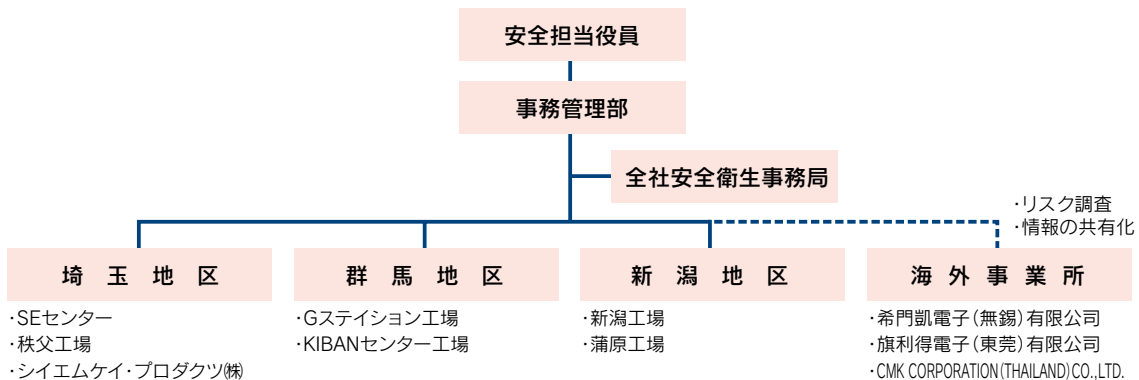 安全担当役員
事務管理部
全社安全衛生事務局
・リスク調査
・情報の共有化
埼玉地区
・SEセンター
・秩父工場
・シイエムケイ・プロダクツ㈱
群馬地区
・Gステイション工場
・KIBANセンター工場
新潟地区
・新潟工場
・蒲原工場
海外事業所
・希門凱電子(無錫)有限公司
・旗利得電子(東莞)有限公司
・CMK CORPORATION(THAILAND)CO.,LTD.